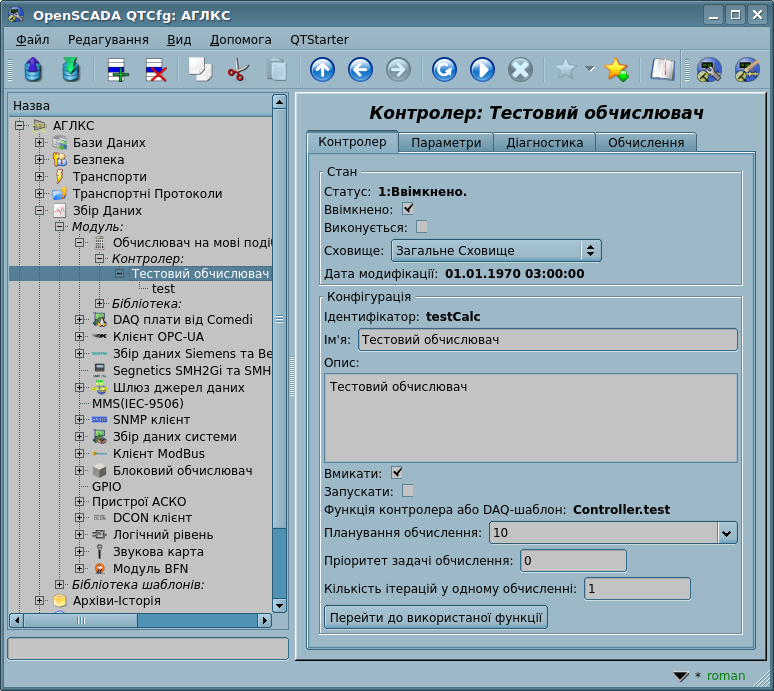 OpenSCADA QTCfg: АГЛКС
Файл Редагування Вид Допомога QTStarter
Назва
АГЛКС
Бази Даних
Безпека
Транспорти
Транспортні Протоколи
Збір Даних
Модуль:
Обчислювач на мові поді
Контролер:
Тестовий обчислювач
test
Бібліотека:
DAQ плати від Comedi
Клієнт OPC-UA
Збір даних Siemens та Be
Segnetics SMH2Gi та SMH
Шлюз джерел даних
MMS(IEC-9506)
SNMP клієнт
Збір даних системи
Клієнт ModBus
Блоковий обчислювач
GPIO
Пристрої АСКО
DCON клієнт
Логічний рівень
Звукова карта
Модуль BFN
Бібліотека шаблонів:
Архіви-Історія
Контролер: Тестовий обчислювач
Контролер Параметри Діагностика Обчислення
Стан
Статус: 1:Ввімкнено.
Ввімкнено:
Виконується:
Сховище: Загальне Сховище
Дата модифікації: 01.01.1970 03:00:00
Конфігурація
Ідентифікатор: testCalc
Ім'я: Тестовий обчислювач
Опис:
Тестовий обчислювач
Вмикати:
Запускати:
Функція контролера або DAQ-шаблон: Controller.test
Планування обчислення: 10
Пріоритет задачі обчислення: 0
Кількість ітерацій у одному обчисленні: 1
Перейти до використаної функції
* roman